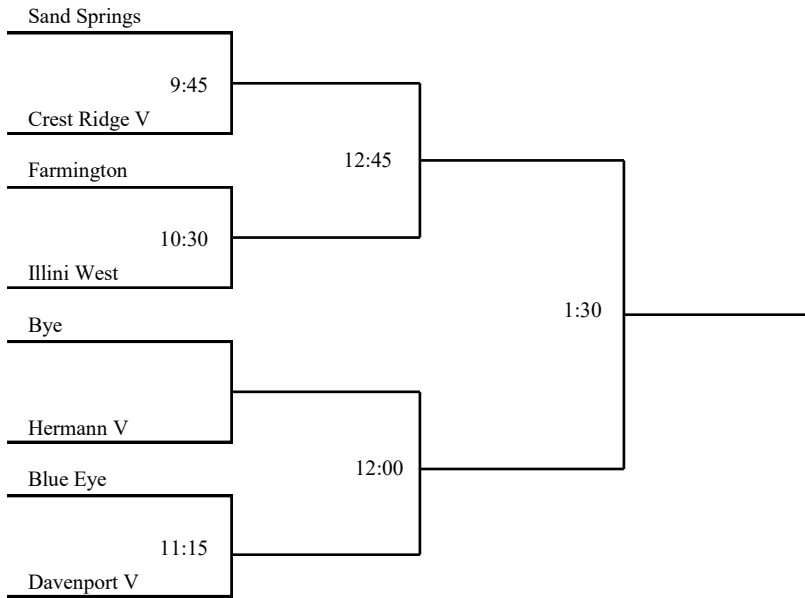 Sand Springs
9:45
Crest Ridge V
12:45
Farmington
10:30
Illini West
1:30
Bye
Hermann V
12:00
Blue Eye
11:15
Davenport V